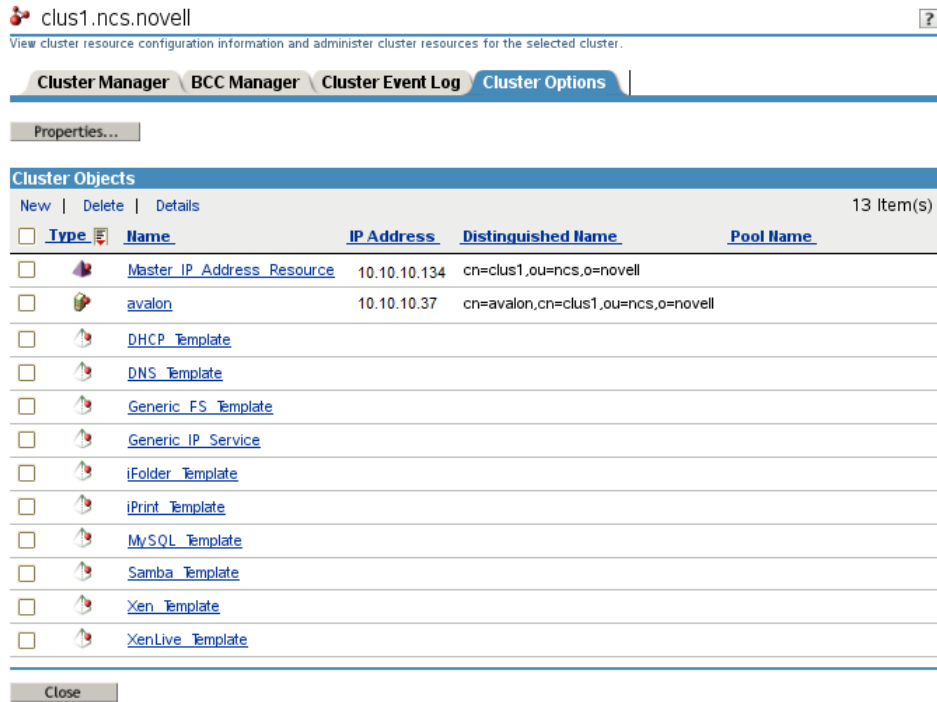 clus1.ncs.novell ?
View cluster resource configuration information and administer cluster resources for the selected cluster.
Cluster Manager BCC Manager Cluster Event Log Cluster Options
Properties...
Cluster Objects
New | Delete | Details 13 Item(s)
Type Name IP Address Distinguished Name Pool Name
Master_IP_Address_Resource 10.10.10.134 cn=clus1,ou=ncs,o=novell
avalon 10.10.10.37 cn=avalon,cn=clus1,ou=ncs,o=novell
DHCP_Template
DNS_Template
Generic_FS_Template
Generic_IP_Service
iFolder_Template
iPrint_Template
MySQL_Template
Samba_Template
Xen_Template
XenLive_Template
Close